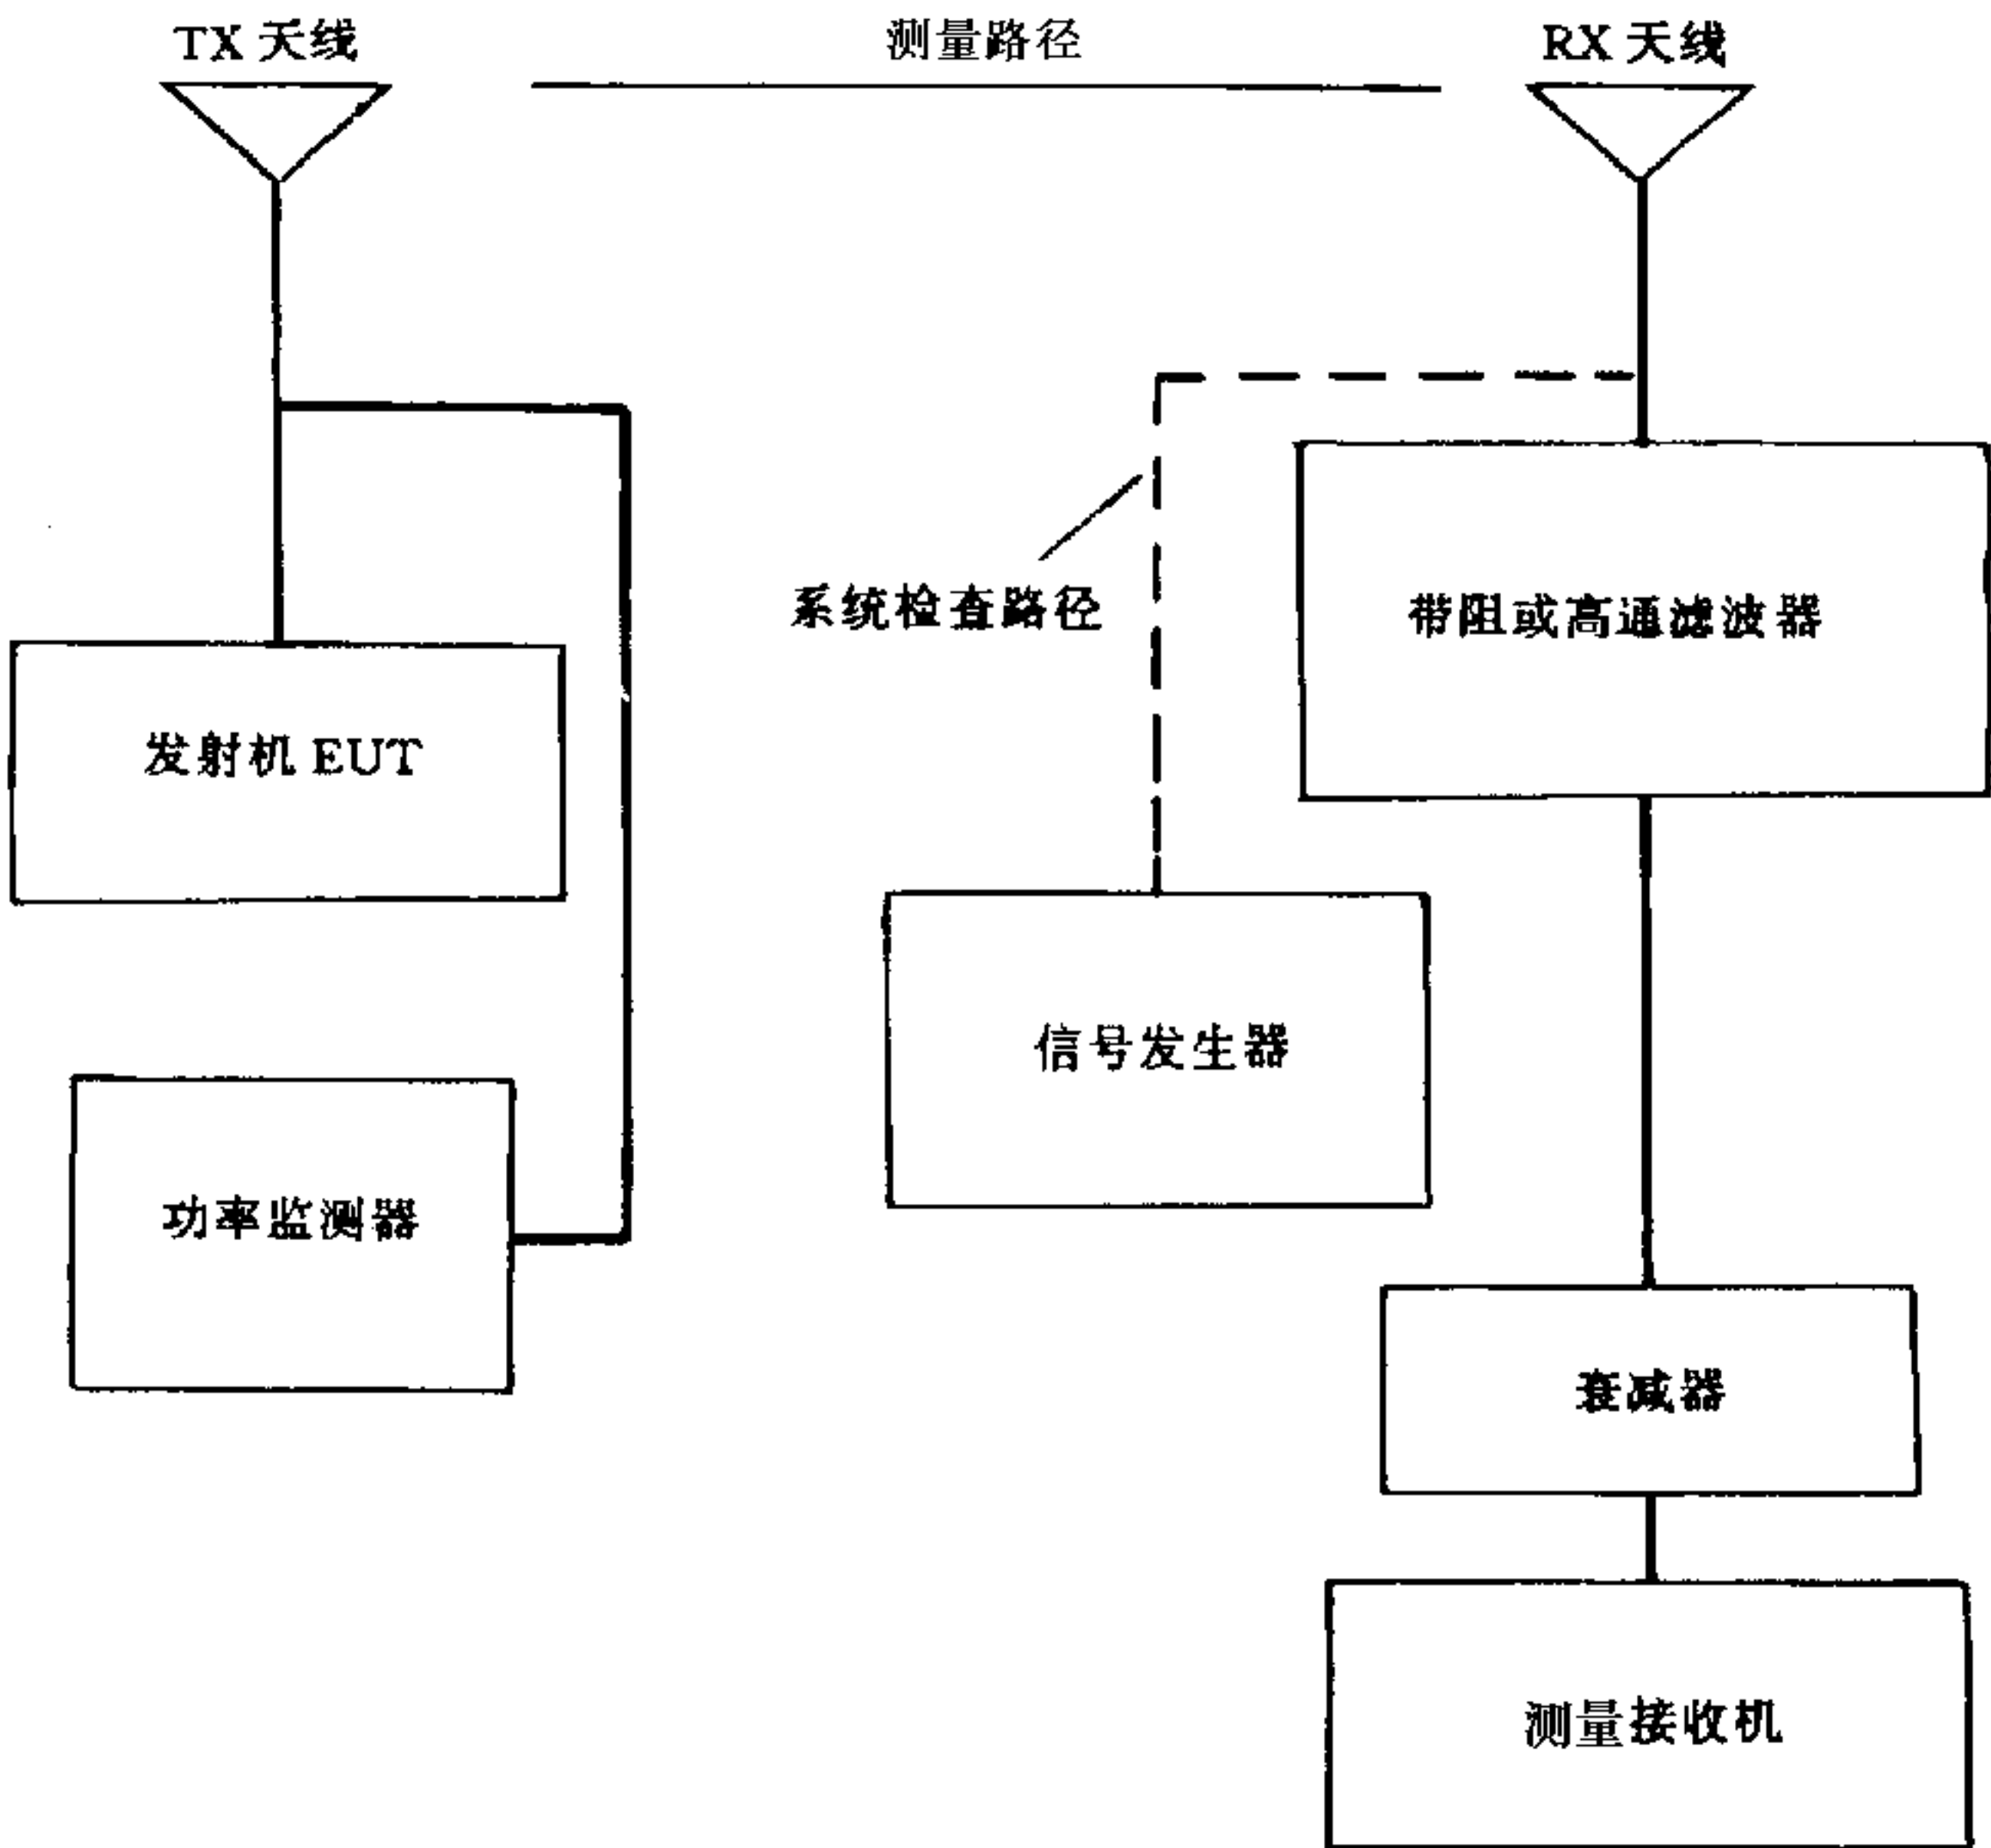 TX 天线
测量路径
RX 天线
系统检查路径
带阻或高通滤波器
发射机 EUT
信号发生器
功率监测器
衰减器
测量接收机